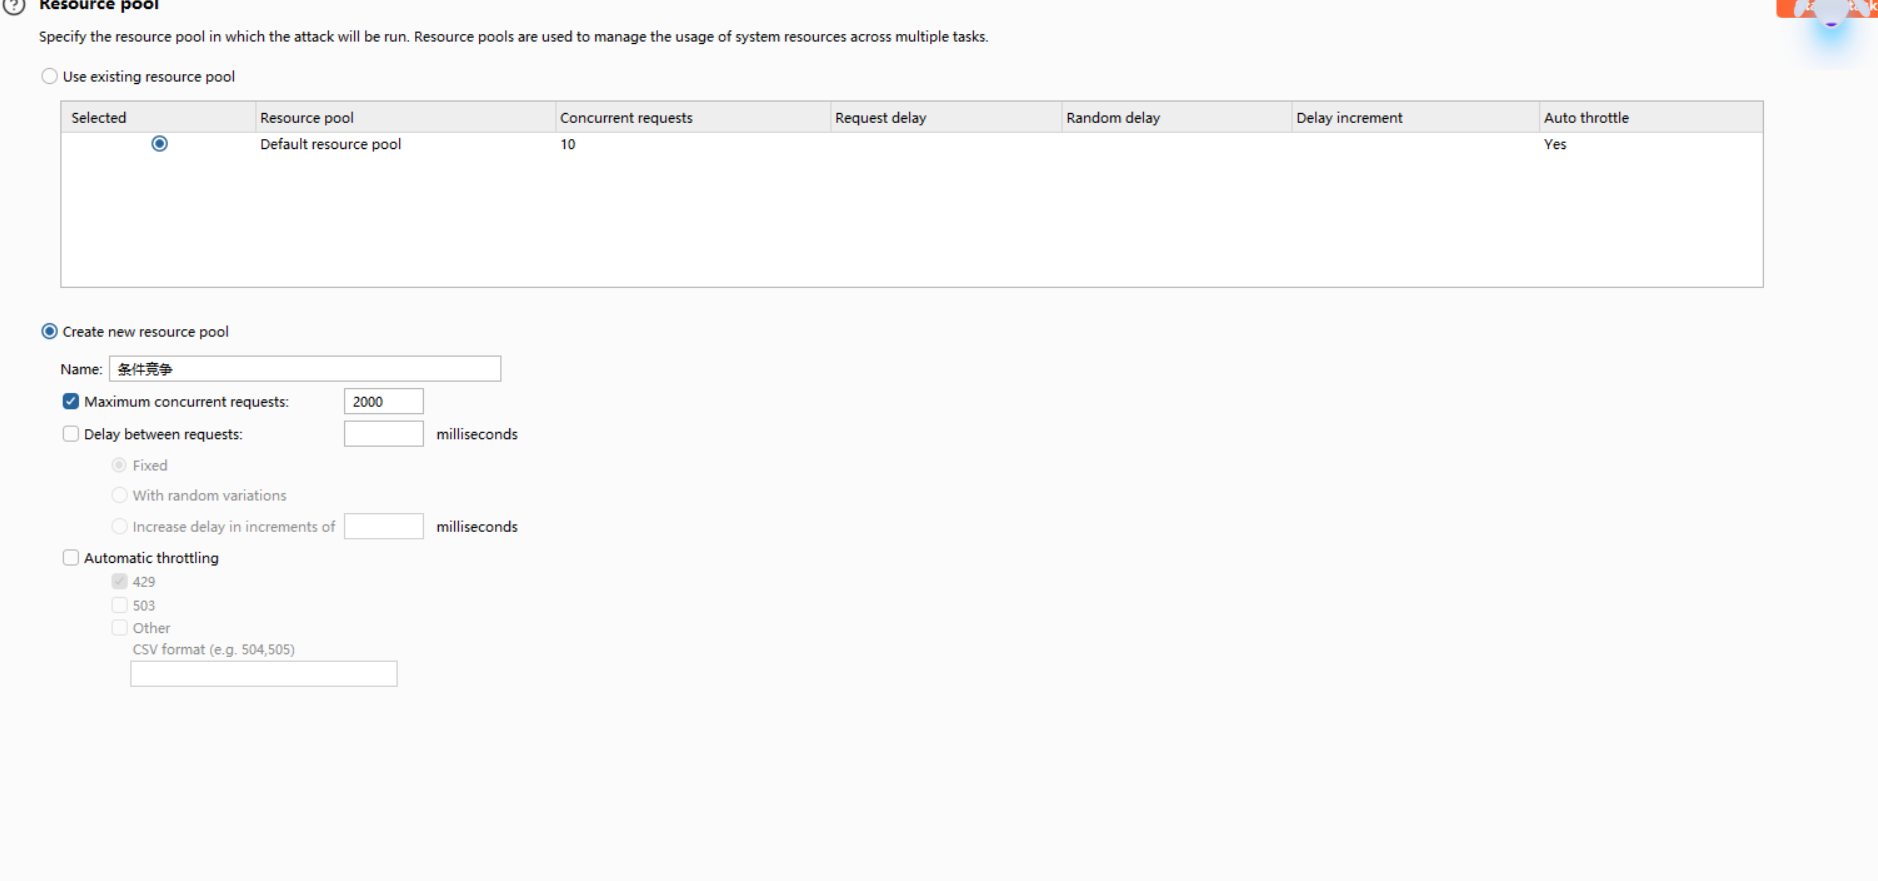 Resource pool
Specify the resource pool in which the attack will be run. Resource pools are used to manage the usage of system resources across multiple tasks.
Use existing resource pool
Selected Resource pool Concurrent requests Request delay Random delay Delay increment Auto throttle
Default resource pool 10 Yes
Create new resource pool
Name: 条件竞争
Maximum concurrent requests: 2000
Delay between requests: milliseconds
Fixed
With random variations
Increase delay in increments of milliseconds
Automatic throttling
429
503
Other
CSV format (e.g. 504,505)